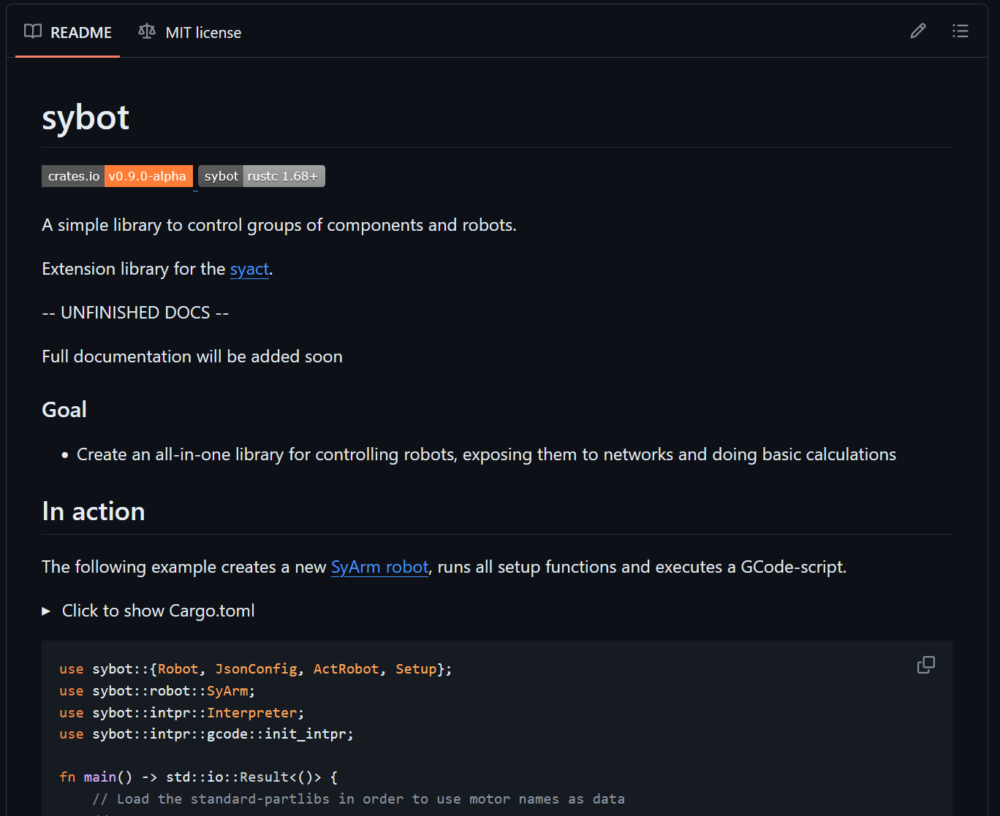 README MIT license
sybot
crates.io v0.9.0-alpha sybot rustc 1.68+
A simple library to control groups of components and robots.
Extension library for the syact.
-- UNFINISHED DOCS --
Full documentation will be added soon
Goal
• Create an all-in-one library for controlling robots, exposing them to networks and doing basic calculations
In action
The following example creates a new SyArm robot, runs all setup functions and executes a GCode-script.
Click to show Cargo.toml
use sybot::{Robot, JsonConfig, ActRobot, Setup};
use sybot::robot::SyArm;
use sybot::intpr::Interpreter;
use sybot::intpr::gcode::init_intpr;
fn main() -> std::io::Result<()> {
    // Load the standard-partlibs in order to use motor names as data